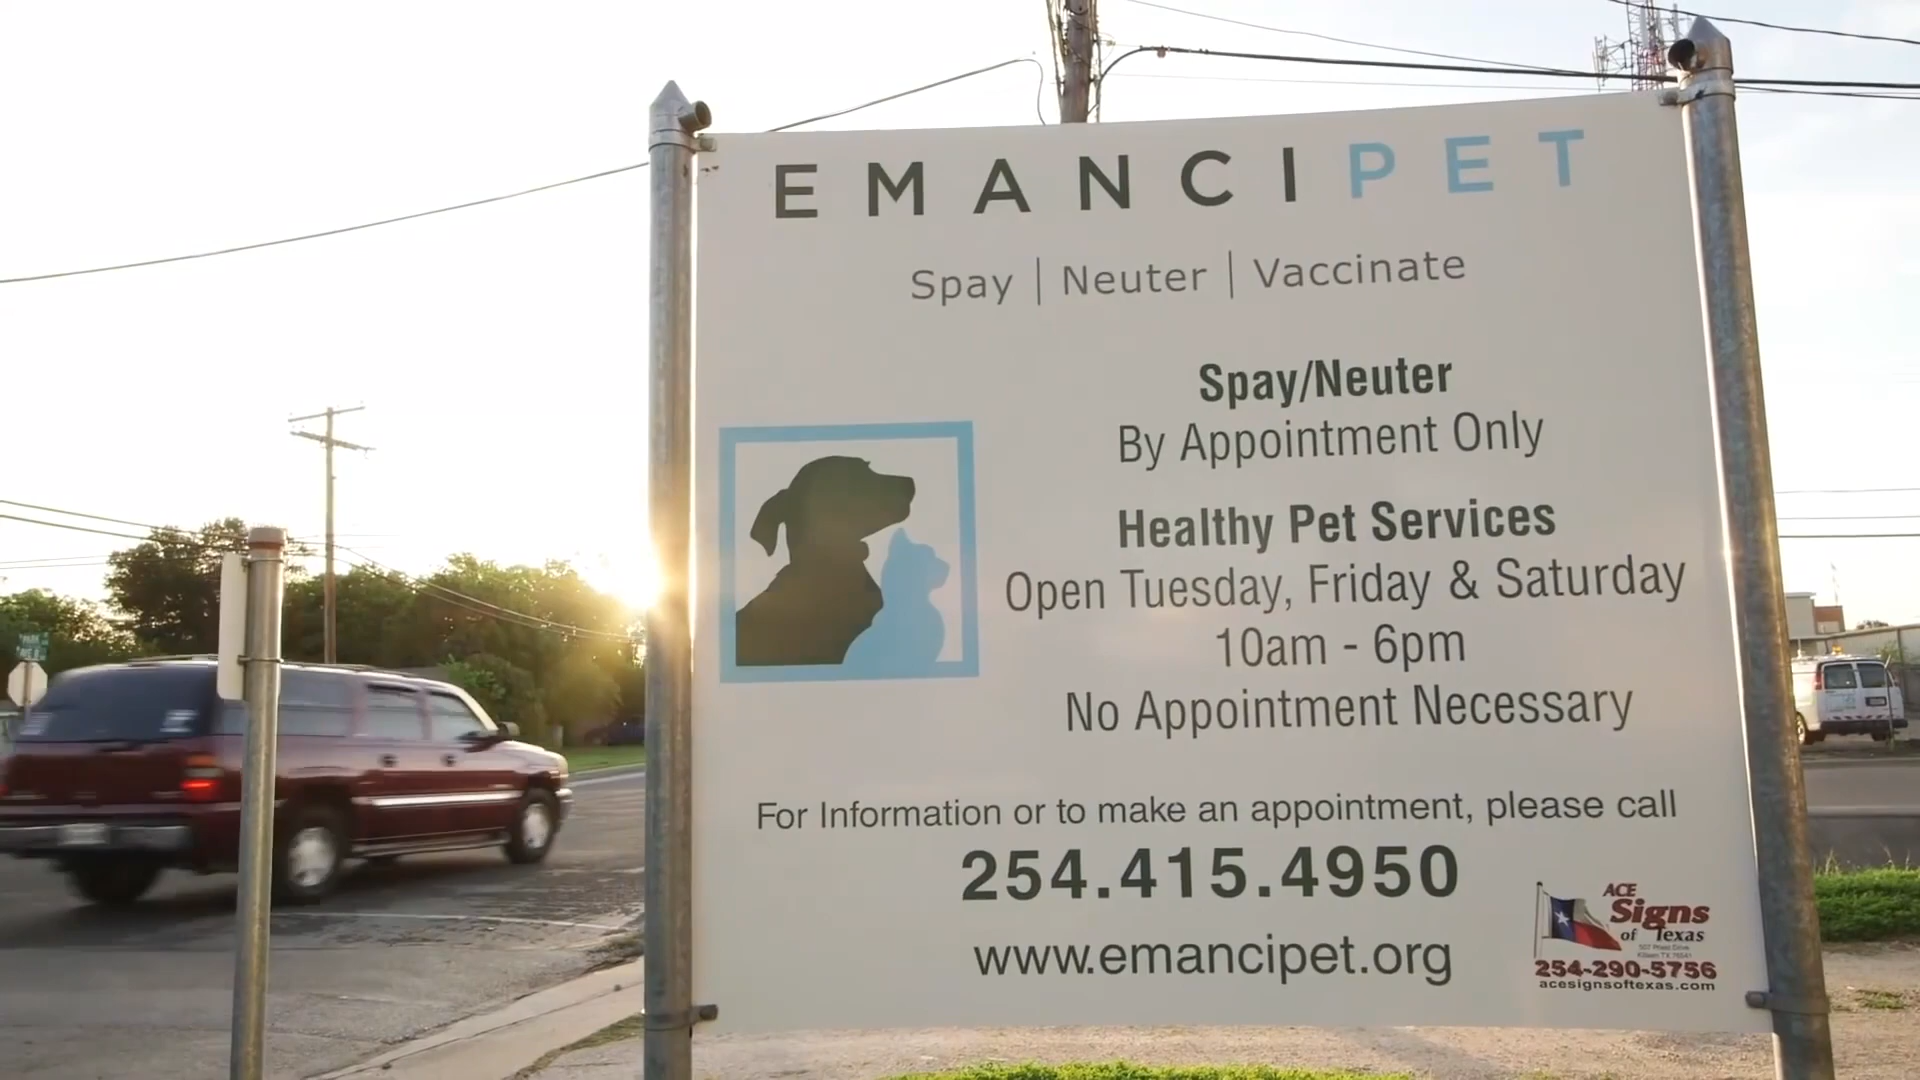 EMANCIPET
Spay | Neuter | Vaccinate
Spay/Neuter
By Appointment Only
Healthy Pet Services
Open Tuesday, Friday & Saturday
10am - 6pm
No Appointment Necessary
For Information or to make an appointment, please call
254.415.4950
www.emancipet.org
ACE
Signs
of Texas
254-290-5756
acesignsoftexas.com
PARK